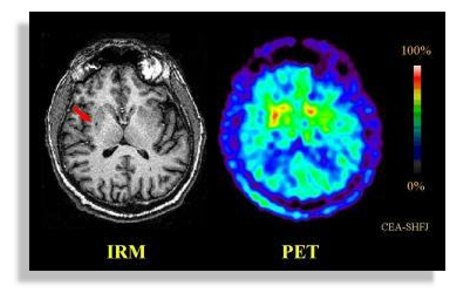 100%
0%
CEA-SHFJ
IRM
PET